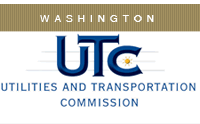 WASHINGTON
UTC
UTILITIES AND TRANSPORTATION
COMMISSION